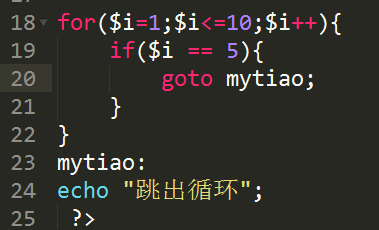 18 for($i=1;$i<=10;$i++){
19 if($i == 5){
20 goto mytiao;
21 }
22 }
23 mytiao:
24 echo "跳出循环";
25 ?>